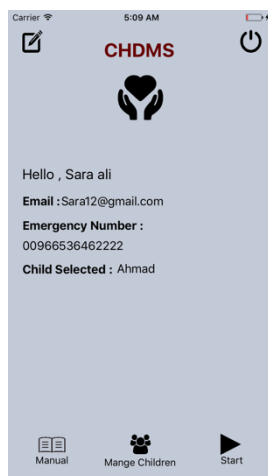 Carrier 5:09 AM
CHDMS
Hello , Sara ali
Email :Sara12@gmail.com
Emergency Number :
00966536462222
Child Selected : Ahmad
Manual Mange Children Start